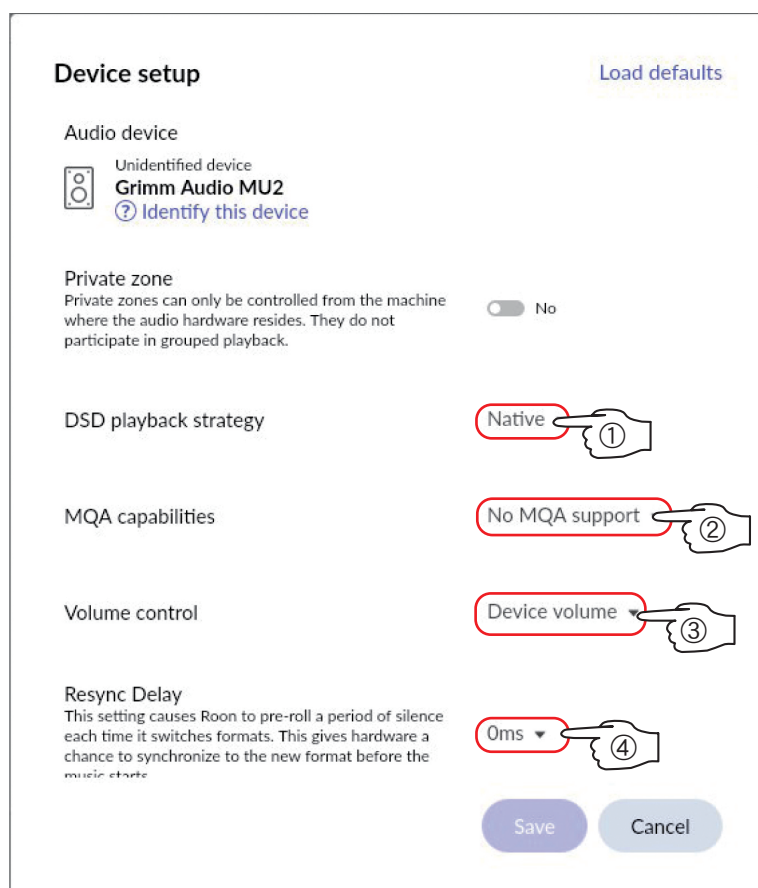 Device setup
Load defaults
Audio device
Unidentified device
Grimm Audio MU2
? Identify this device
Private zone
Private zones can only be controlled from the machine
where the audio hardware resides. They do not
participate in grouped playback.
No
DSD playback strategy
Native
①
MQA capabilities
No MQA support
②
Volume control
Device volume
③
Resync Delay
This setting causes Roon to pre-roll a period of silence
each time it switches formats. This gives hardware a
chance to synchronize to the new format before the
music starts
0ms
④
Save
Cancel